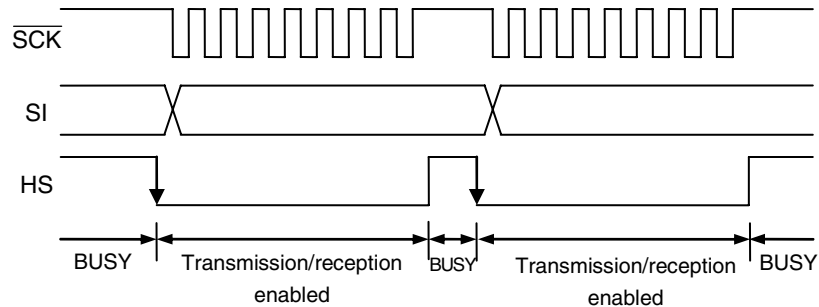 SCK
SI
HS
BUSY
Transmission/reception
enabled
BUSY
Transmission/reception
enabled
BUSY